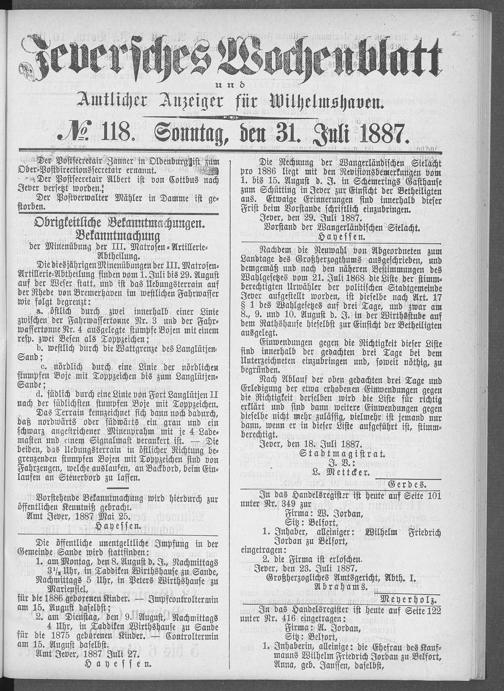 Jeversches Wochenblatt
und
Amtlicher Anzeiger für Wilhelmshaven.
№ 118. Sonntag, den 31. Juli 1887.
Der Postsecretair Janner in Oldenburg ist zum
Ober-Postdirectionssecretair ernannt.
Der Postsecretair Albert ist von Cottbus nach
Jever versetzt worden.
Der Postverwalter Mähler in Damme ist ge-
storben.
Obrigkeitliche Bekanntmachungen.
Bekanntmachung
der Minenübung der III. Matrosen-Artillerie-
Abtheilung.
Die diesjährigen Minenübungen der III. Matrosen-
Artillerie-Abtheilung finden vom 1. Juli bis 29. August
auf der Weser statt, und ist das Uebungsterrain auf
der Rhede von Bremerhaven im westlichen Fahrwasser
wie folgt begrenzt:
a. östlich durch zwei innerhalb einer Linie
zwischen der Fahrwassertonne Nr. 3 und der Fahr-
wassertonne Nr. 4 ausgelegte stumpfe Bojen mit einem
resp. zwei Besen als Toppzeichen;
b. westlich durch die Wattgrenze des Langlütjen-
Sand;
c. nördlich durch eine Linie der nördlichen
stumpfen Boje mit Toppzeichen bis zum Langlütjen-
Sande;
d. südlich durch eine Linie von Fort Langlütjen II
nach der südlichsten stumpfen Boje mit Toppzeichen.
Das Terrain kennzeichnet sich dann noch dadurch,
daß nordwärts oder südwärts ein grau und ein
schwarz angestrichener Minenprahm mit je 4 Lade-
masten und einem Signalmast verankert ist. — Die
beiden, das Uebungsterrain in östlicher Richtung be-
grenzenden stumpfen Bojen mit Toppzeichen sind von
Fahrzeugen, welche auslaufen, an Backbord, beim Ein-
laufen an Steuerbord zu lassen.
Vorstehende Bekanntmachung wird hierdurch zur
öffentlichen Kenntniß gebracht.
Amt Jever, 1887 Mai 25.
Hayessen.
Die öffentliche unentgeltliche Impfung in der
Gemeinde Sande wird stattfinden:
1. am Montag, den 8. August d. J., Nachmittags
3½ Uhr, in Taddiken Wirthshause zu Sande,
Nachmittags 5 Uhr, in Peters Wirthshause zu
Mariensiel,
für die 1886 geborenen Kinder. — Impfcontroltermin
am 15. August daselbst;
2. am Dienstag, den 9. August, Nachmittags
4 Uhr, in Taddiken Wirthshause zu Sande
für die 1875 geborenen Kinder. — Controltermin
am 15. August daselbst.
Amt Jever, 1887 Juli 27.
Hayessen.
Die Rechnung der Wangerländischen Sielacht
pro 1886 liegt mit den Revisionsbemerkungen vom
1. bis 15. August d. J. in Schemerings Gasthause
zum Schütting in Jever zur Einsicht der Betheiligten
aus. Etwaige Erinnerungen sind innerhalb dieser
Frist beim Vorstande schriftlich einzubringen.
Jever, den 29. Juli 1887.
Vorstand der Wangerländischen Sielacht.
Hayessen.
Nachdem die Neuwahl von Abgeordneten zum
Landtage des Großherzogthums ausgeschrieben, und
demgemäß und nach den näheren Bestimmungen des
Wahlgesetzes vom 21. Juli 1868 die Liste der stimm-
berechtigten Urwähler der politischen Stadtgemeinde
Jever aufgestellt worden, ist dieselbe nach Art. 17
§ 1 des Wahlgesetzes auf drei Tage, und zwar am
8., 9. und 10. August d. J. in der Wirthsstube auf
dem Rathhause hieselbst zur Einsicht der Betheiligten
ausgelegt.
Einwendungen gegen die Richtigkeit dieser Liste
sind innerhalb der gedachten drei Tage bei dem
Unterzeichneten einzubringen und, soweit nöthig, zu
begründen.
Nach Ablauf der oben gedachten drei Tage und
Erledigung der etwa erhobenen Einwendungen gegen
die Richtigkeit derselben wird die Liste für richtig
erklärt und sind dann weitere Einwendungen gegen
dieselbe nicht mehr zulässig, vielmehr ist jemand nur
dann, wenn er in dieser Liste aufgeführt ist, stimm-
berechtigt.
Jever, den 18. Juli 1887.
Stadtmagistrat.
J. V.:
L. Mettcker.
Gerdes.
In das Handelsregister ist heute auf Seite 101
unter Nr. 349 zur
Firma: W. Jordan,
Sitz: Belfort,
1. Inhaber, alleiniger: Wilhelm Friedrich
Jordan zu Belfort,
eingetragen:
2. die Firma ist erloschen.
Jever, den 23. Juli 1887.
Großherzogliches Amtsgericht, Abth. I.
Abrahams.
Meyerholz.
In das Handelsregister ist heute auf Seite 122
unter Nr. 416 eingetragen:
Firma: A. Jordan,
Sitz: Belfort,
1. Inhaberin, alleinige: die Ehefrau des Kauf-
manns Wilhelm Friedrich Jordan zu Belfort,
Anna, geb. Janssen, daselbst,